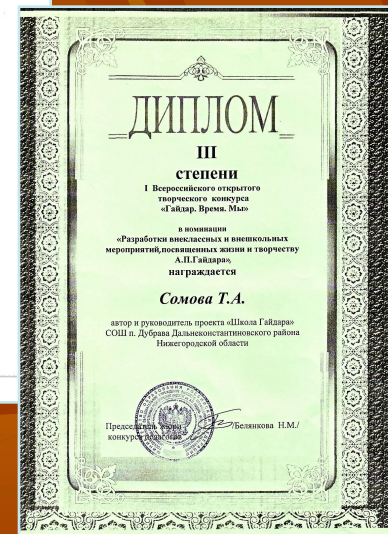 ДИПЛОМ
III
степени
I Всероссийского открытого
творческого конкурса
«Гайдар. Время. Мы»
в номинации
«Разработки внеклассных и внешкольных
мероприятий,посвященных жизни и творчеству
А.П.Гайдара»,
награждается
Сомова Т.А.
автор и руководитель проекта «Школа Гайдара»
СОШ п. Дубрава Дальнеконстантиновского района
Нижегородской области
Председатель жюри /Белянкова Н.М./
конкурса педагогов